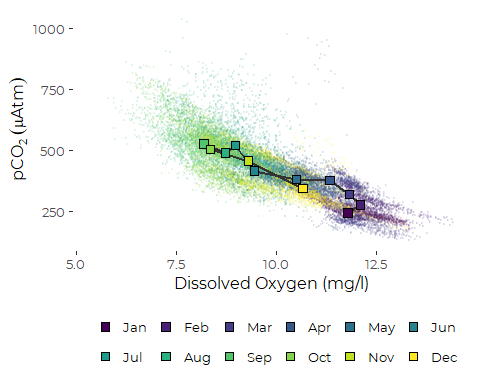 1000
750
500
250
pCO₂ (μAtm)
5.0 7.5 10.0 12.5
Dissolved Oxygen (mg/l)
Jan Feb Mar Apr May Jun
Jul Aug Sep Oct Nov Dec